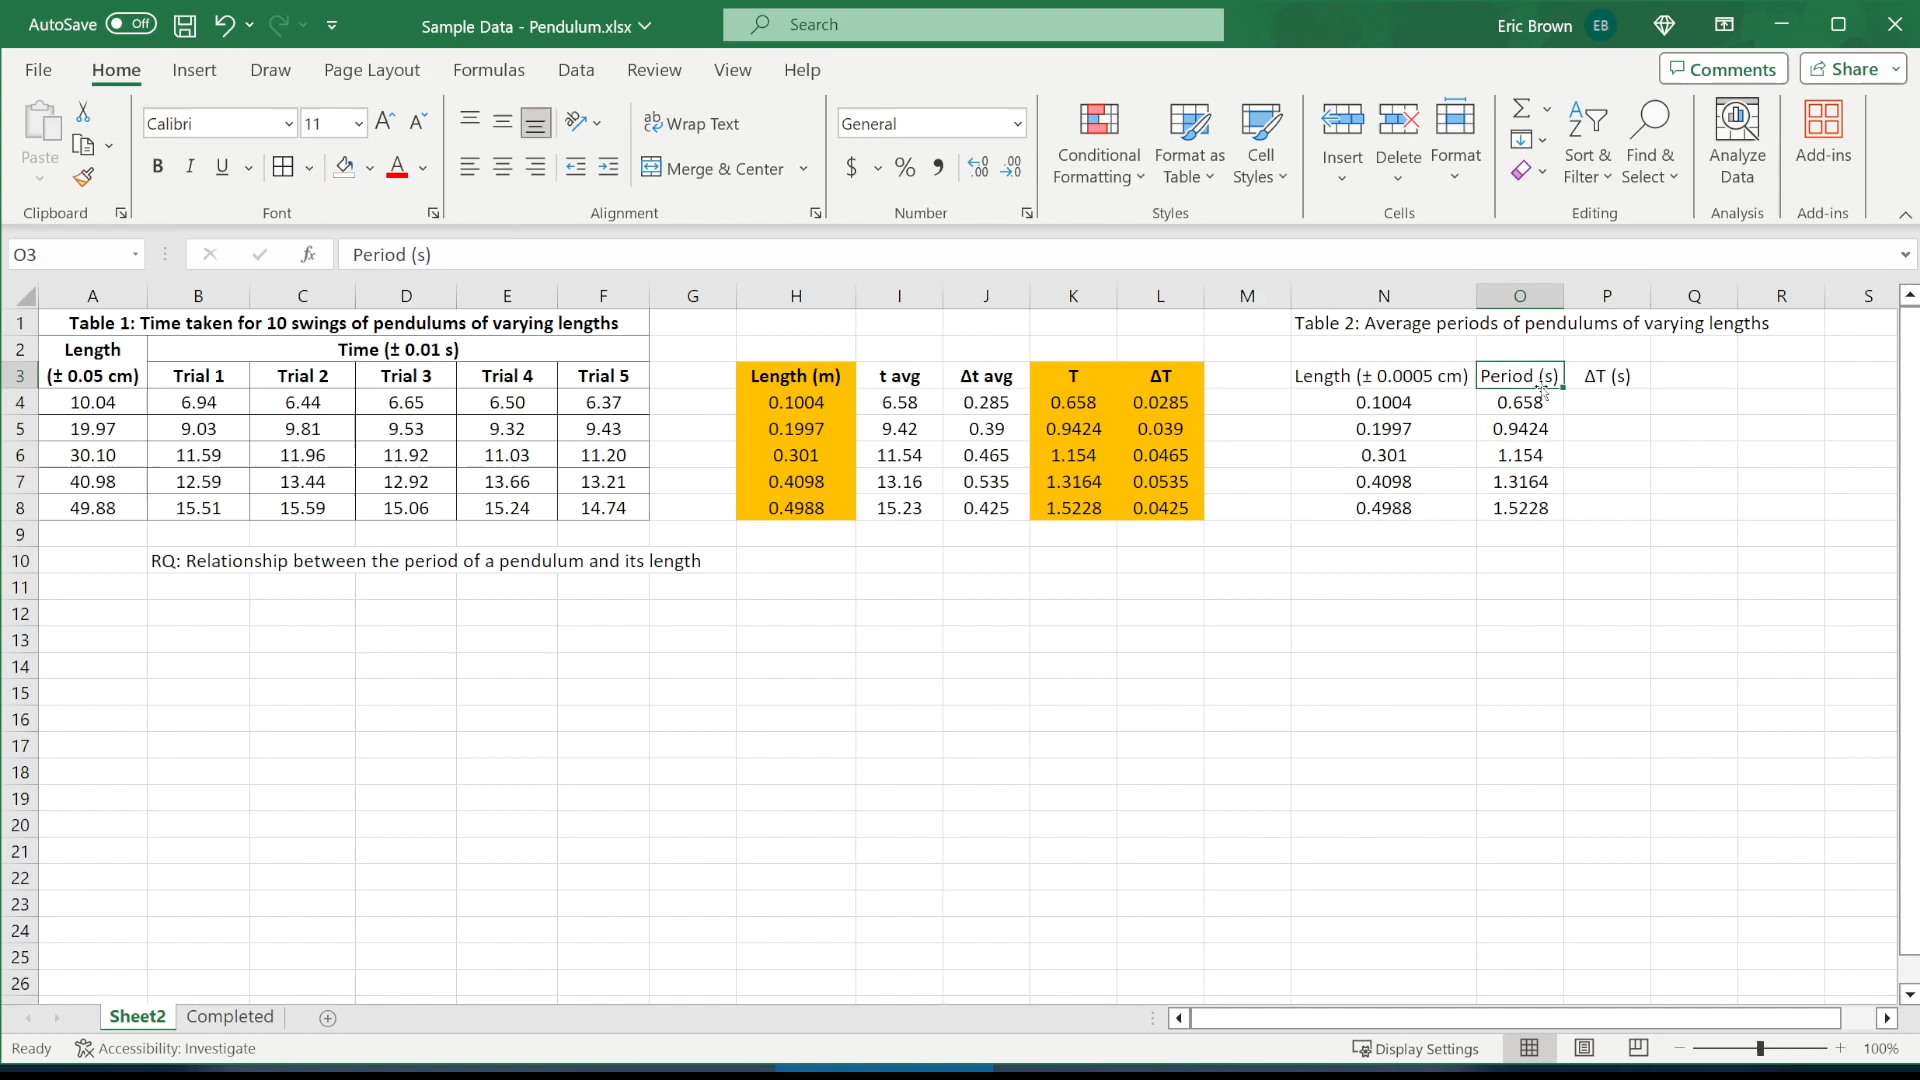 AutoSave Off Sample Data - Pendulum.xlsx Search Eric Brown EB
File Home Insert Draw Page Layout Formulas Data Review View Help Comments Share
Paste
Clipboard
Calibri 11 A A
B I U A
Font
ab Wrap Text
Merge & Center
Alignment
General
$ % 9 .00 .00
Number
Conditional Formatting
Format as Table
Cell Styles
Styles
Insert Delete Format
Cells
Sort & Filter
Find & Select
Editing
Analyze Data
Analysis
Add-ins
Add-ins
O3 fx Period (s)
A B C D E F G H I J K L M N O P Q R S
1 Table 1: Time taken for 10 swings of pendulums of varying lengths Table 2: Average periods of pendulums of varying lengths
2 Length Time (± 0.01 s)
3 (± 0.05 cm) Trial 1 Trial 2 Trial 3 Trial 4 Trial 5 Length (m) t avg Δt avg T ΔT Length (± 0.0005 cm) Period (s) ΔT (s)
4 10.04 6.94 6.44 6.65 6.50 6.37 0.1004 6.58 0.285 0.658 0.0285 0.1004 0.658
5 19.97 9.03 9.81 9.53 9.32 9.43 0.1997 9.42 0.39 0.9424 0.039 0.1997 0.9424
6 30.10 11.59 11.96 11.92 11.03 11.20 0.301 11.54 0.465 1.154 0.0465 0.301 1.154
7 40.98 12.59 13.44 12.92 13.66 13.21 0.4098 13.16 0.535 1.3164 0.0535 0.4098 1.3164
8 49.88 15.51 15.59 15.06 15.24 14.74 0.4988 15.23 0.425 1.5228 0.0425 0.4988 1.5228
9
10 RQ: Relationship between the period of a pendulum and its length
11
12
13
14
15
16
17
18
19
20
21
22
23
24
25
26
Sheet2 Completed
Ready Accessibility: Investigate Display Settings 100%